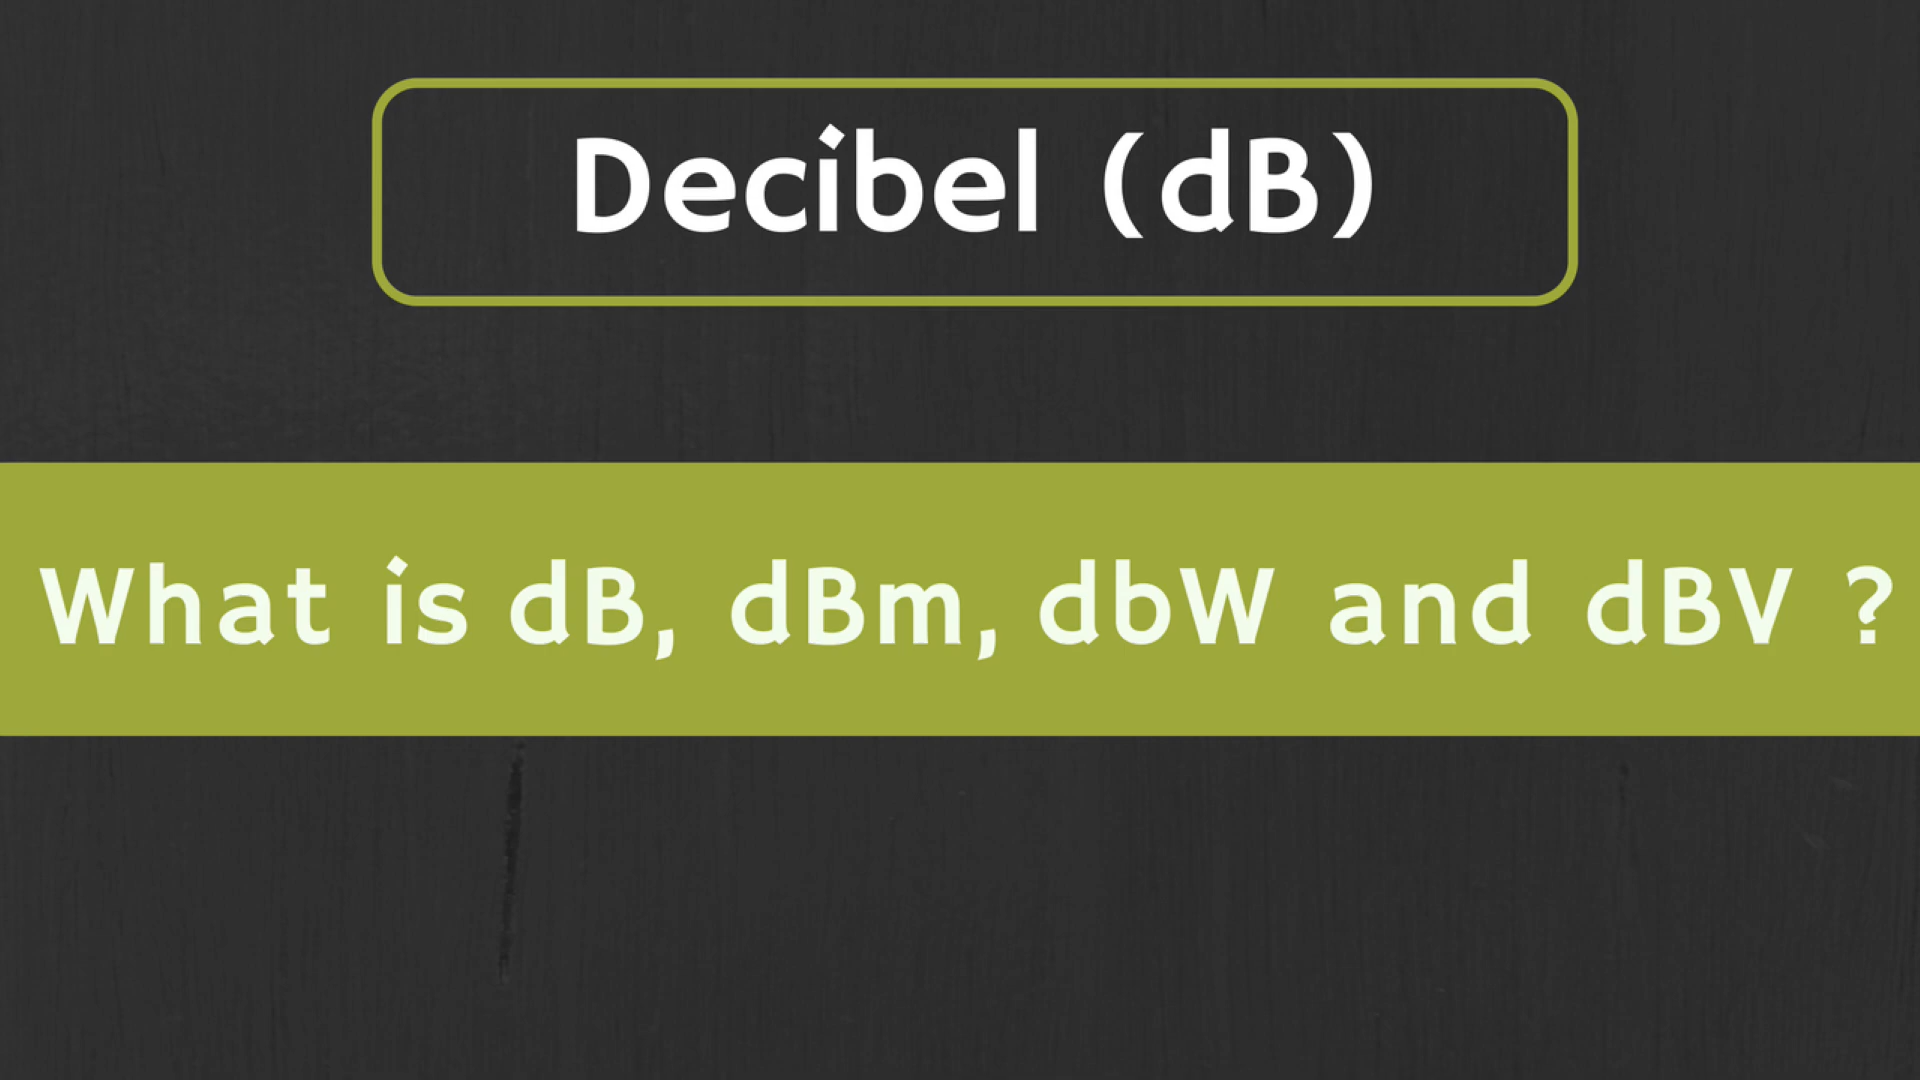 Decibel (dB)
What is dB, dBm, dbW and dBV ?